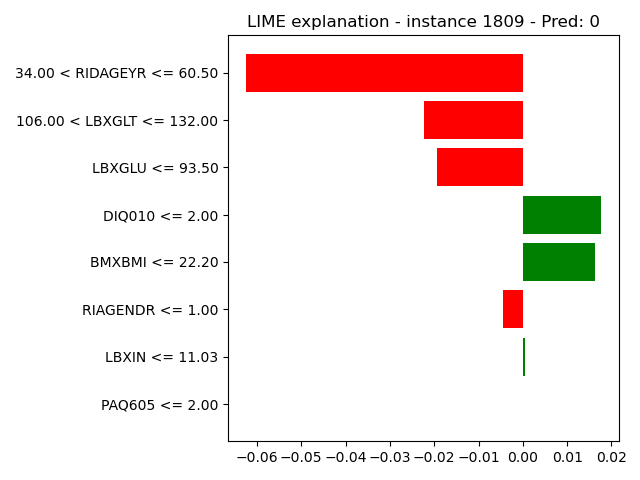 LIME explanation - instance 1809 - Pred: 0
34.00 < RIDAGEYR <= 60.50
106.00 < LBXGLT <= 132.00
LBXGLU <= 93.50
DIQ010 <= 2.00
BMXBMI <= 22.20
RIAGENDR <= 1.00
LBXIN <= 11.03
PAQ605 <= 2.00
−0.06 −0.05 −0.04 −0.03 −0.02 −0.01 0.00 0.01 0.02